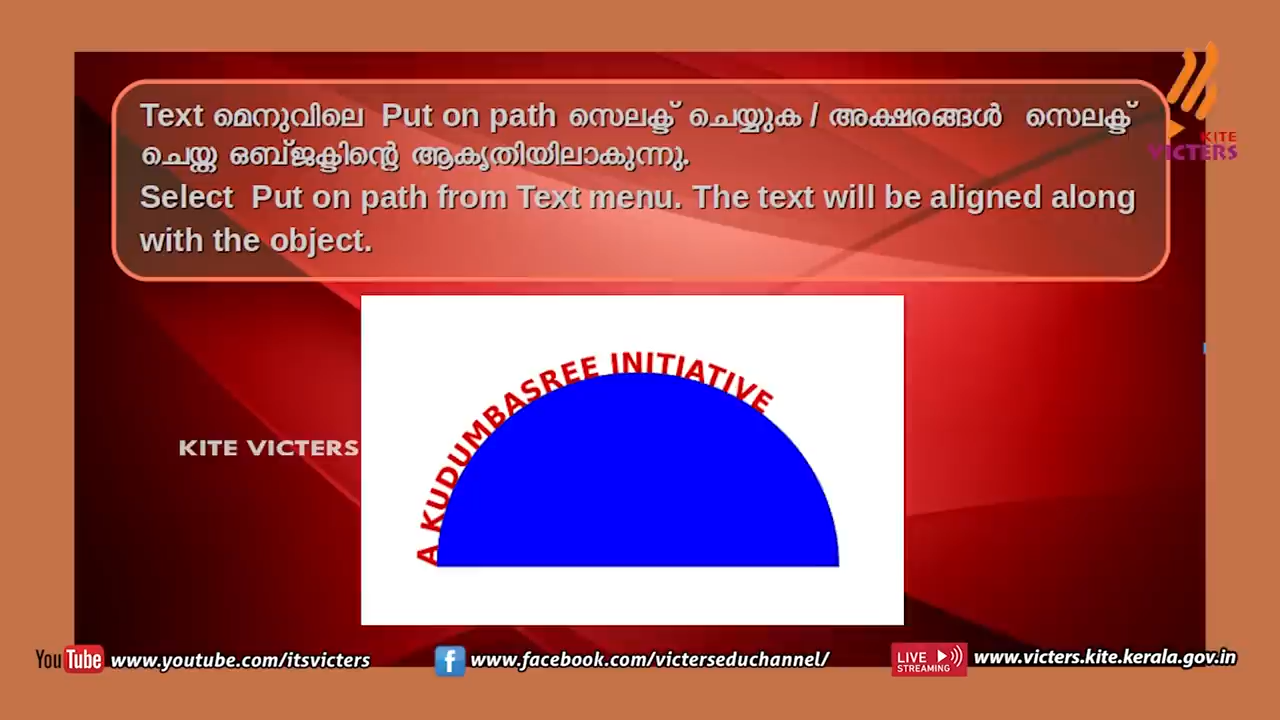 Text മെനുവിലെ Put on path സെലക്ട് ചെയ്യുക / അക്ഷരങ്ങൾ സെലക്ട്
ചെയ്ത ഒബ്ജക്ടിന്റെ ആകൃതിയിലാകുന്നു.
Select Put on path from Text menu. The text will be aligned along
with the object.
KITE
VICTERS
A KUDUMBASREE INITIATIVE
KITE VICTERS
YouTube www.youtube.com/itsvicters
f www.facebook.com/victerseduchannel/
LIVE
STREAMING
www.victers.kite.kerala.gov.in